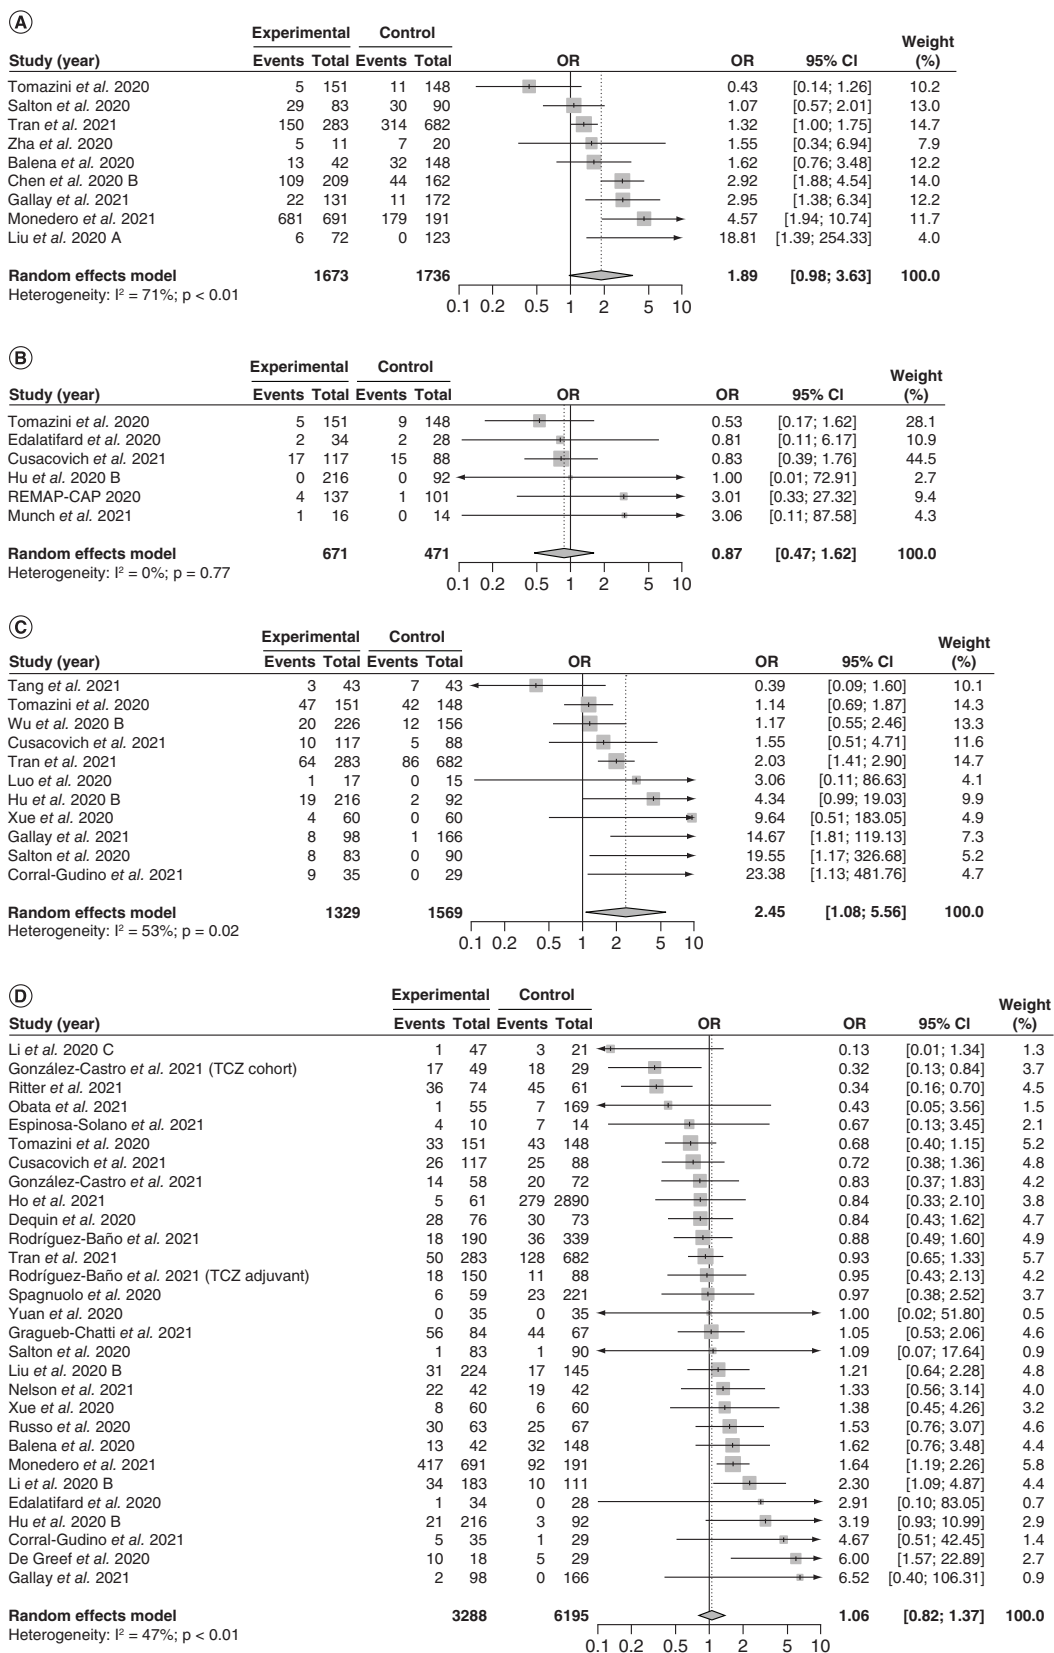 A
Experimental Control
Weight
Study (year) Events Total Events Total OR OR 95% CI (%)
Tomazini et al. 2020 5 151 11 148 0.43 [0.14; 1.26] 10.2
Salton et al. 2020 29 83 30 90 1.07 [0.57; 2.01] 13.0
Tran et al. 2021 150 283 314 682 1.32 [1.00; 1.75] 14.7
Zha et al. 2020 5 11 7 20 1.55 [0.34; 6.94] 7.9
Balena et al. 2020 13 42 32 148 1.62 [0.76; 3.48] 12.2
Chen et al. 2020 B 109 209 44 162 2.92 [1.88; 4.54] 14.0
Gallay et al. 2021 22 131 11 172 2.95 [1.38; 6.34] 12.2
Monedero et al. 2021 681 691 179 191 4.57 [1.94; 10.74] 11.7
Liu et al. 2020 A 6 72 0 123 18.81 [1.39; 254.33] 4.0
Random effects model 1673 1736 1.89 [0.98; 3.63] 100.0
Heterogeneity: I² = 71%; p < 0.01
0.1 0.2 0.5 1 2 5 10
B
Experimental Control
Weight
Study (year) Events Total Events Total OR OR 95% CI (%)
Tomazini et al. 2020 5 151 9 148 0.53 [0.17; 1.62] 28.1
Edalatifard et al. 2020 2 34 2 28 0.81 [0.11; 6.17] 10.9
Cusacovich et al. 2021 17 117 15 88 0.83 [0.39; 1.76] 44.5
Hu et al. 2020 B 0 216 0 92 1.00 [0.01; 72.91] 2.7
REMAP-CAP 2020 4 137 1 101 3.01 [0.33; 27.32] 9.4
Munch et al. 2021 1 16 0 14 3.06 [0.11; 87.58] 4.3
Random effects model 671 471 0.87 [0.47; 1.62] 100.0
Heterogeneity: I² = 0%; p = 0.77
0.1 0.2 0.5 1 2 5 10
C
Experimental Control
Weight
Study (year) Events Total Events Total OR OR 95% CI (%)
Tang et al. 2021 3 43 7 43 0.39 [0.09; 1.60] 10.1
Tomazini et al. 2020 47 151 42 148 1.14 [0.69; 1.87] 14.3
Wu et al. 2020 B 20 226 12 156 1.17 [0.55; 2.46] 13.3
Cusacovich et al. 2021 10 117 5 88 1.55 [0.51; 4.71] 11.6
Tran et al. 2021 64 283 86 682 2.03 [1.41; 2.90] 14.7
Luo et al. 2020 1 17 0 15 3.06 [0.11; 86.63] 4.1
Hu et al. 2020 B 19 216 2 92 4.34 [0.99; 19.03] 9.9
Xue et al. 2020 4 60 0 60 9.64 [0.51; 183.05] 4.9
Gallay et al. 2021 8 98 1 166 14.67 [1.81; 119.13] 7.3
Salton et al. 2020 8 83 0 90 19.55 [1.17; 326.68] 5.2
Corral-Gudino et al. 2021 9 35 0 29 23.38 [1.13; 481.76] 4.7
Random effects model 1329 1569 2.45 [1.08; 5.56] 100.0
Heterogeneity: I² = 53%; p = 0.02
0.1 0.2 0.5 1 2 5 10
D
Experimental Control
Weight
Study (year) Events Total Events Total OR OR 95% CI (%)
Li et al. 2020 C 1 47 3 21 0.13 [0.01; 1.34] 1.3
González-Castro et al. 2021 (TCZ cohort) 17 49 18 29 0.32 [0.13; 0.84] 3.7
Ritter et al. 2021 36 74 45 61 0.34 [0.16; 0.70] 4.5
Obata et al. 2021 1 55 7 169 0.43 [0.05; 3.56] 1.5
Espinosa-Solano et al. 2021 4 10 7 14 0.67 [0.13; 3.45] 2.1
Tomazini et al. 2020 33 151 43 148 0.68 [0.40; 1.15] 5.2
Cusacovich et al. 2021 26 117 25 88 0.72 [0.38; 1.36] 4.8
González-Castro et al. 2021 14 58 20 72 0.83 [0.37; 1.83] 4.2
Ho et al. 2021 5 61 279 2890 0.84 [0.33; 2.10] 3.8
Dequin et al. 2020 28 76 30 73 0.84 [0.43; 1.62] 4.7
Rodríguez-Baño et al. 2021 18 190 36 339 0.88 [0.49; 1.60] 4.9
Tran et al. 2021 50 283 128 682 0.93 [0.65; 1.33] 5.7
Rodríguez-Baño et al. 2021 (TCZ adjuvant) 18 150 11 88 0.95 [0.43; 2.13] 4.2
Spagnuolo et al. 2020 6 59 23 221 0.97 [0.38; 2.52] 3.7
Yuan et al. 2020 0 35 0 35 1.00 [0.02; 51.80] 0.5
Gragueb-Chatti et al. 2021 56 84 44 67 1.05 [0.53; 2.06] 4.6
Salton et al. 2020 1 83 1 90 1.09 [0.07; 17.64] 0.9
Liu et al. 2020 B 31 224 17 145 1.21 [0.64; 2.28] 4.8
Nelson et al. 2021 22 42 19 42 1.33 [0.56; 3.14] 4.0
Xue et al. 2020 8 60 6 60 1.38 [0.45; 4.26] 3.2
Russo et al. 2020 30 63 25 67 1.53 [0.76; 3.07] 4.6
Balena et al. 2020 13 42 32 148 1.62 [0.76; 3.48] 4.4
Monedero et al. 2021 417 691 92 191 1.64 [1.19; 2.26] 5.8
Li et al. 2020 B 34 183 10 111 2.30 [1.09; 4.87] 4.4
Edalatifard et al. 2020 1 34 0 28 2.91 [0.10; 83.05] 0.7
Hu et al. 2020 B 21 216 3 92 3.19 [0.93; 10.99] 2.9
Corral-Gudino et al. 2021 5 35 1 29 4.67 [0.51; 42.45] 1.4
De Greef et al. 2020 10 18 5 29 6.00 [1.57; 22.89] 2.7
Gallay et al. 2021 2 98 0 166 6.52 [0.40; 106.31] 0.9
Random effects model 3288 6195 1.06 [0.82; 1.37] 100.0
Heterogeneity: I² = 47%; p < 0.01
0.1 0.2 0.5 1 2 5 10